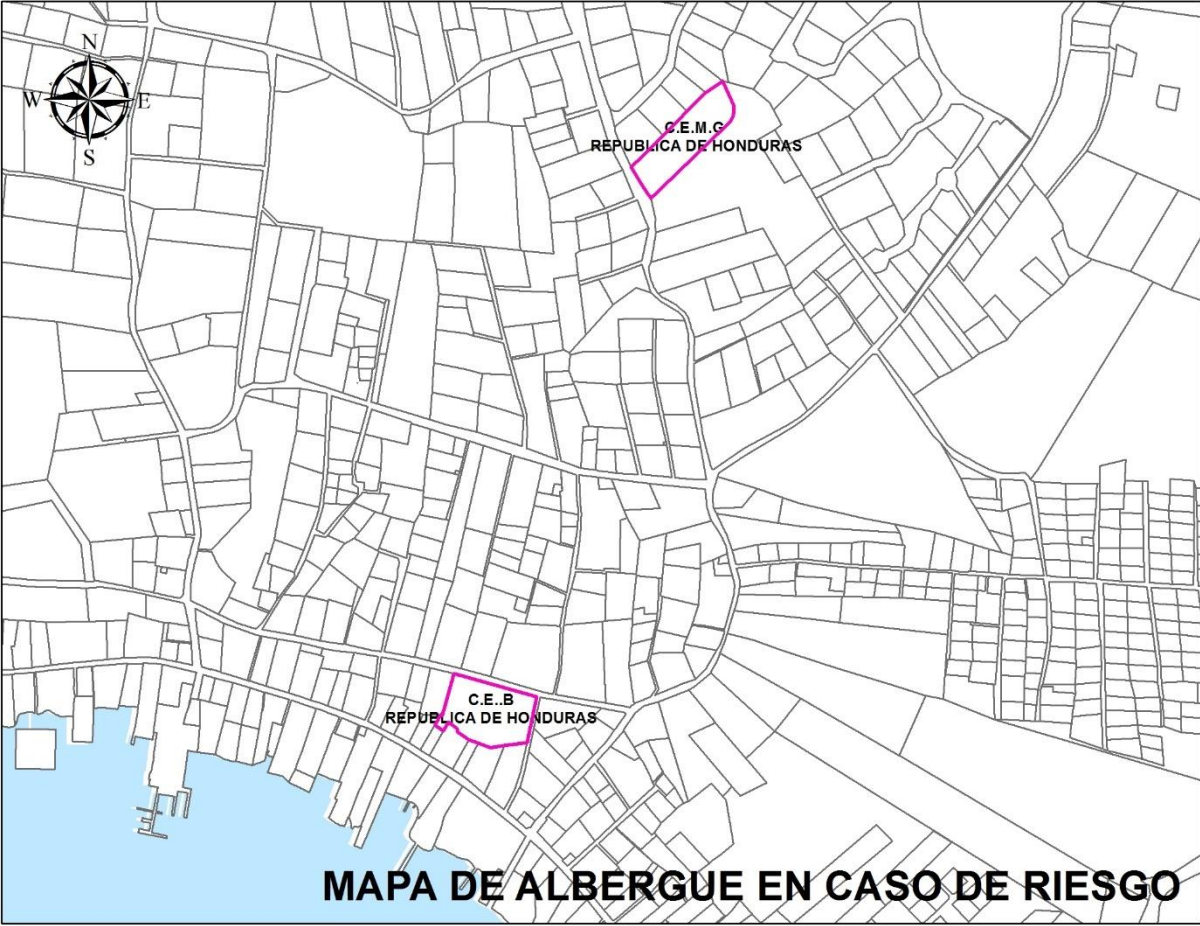 N
W E
S
C.E.M.G
REPUBLICA DE HONDURAS
C.E..B
REPUBLICA DE HONDURAS
MAPA DE ALBERGUE EN CASO DE RIESGO